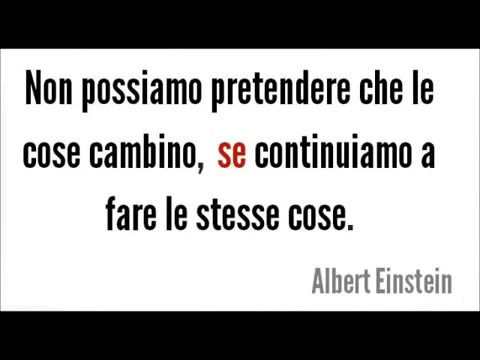 Non possiamo pretendere che le
cose cambino, se continuiamo a
fare le stesse cose.
Albert Einstein